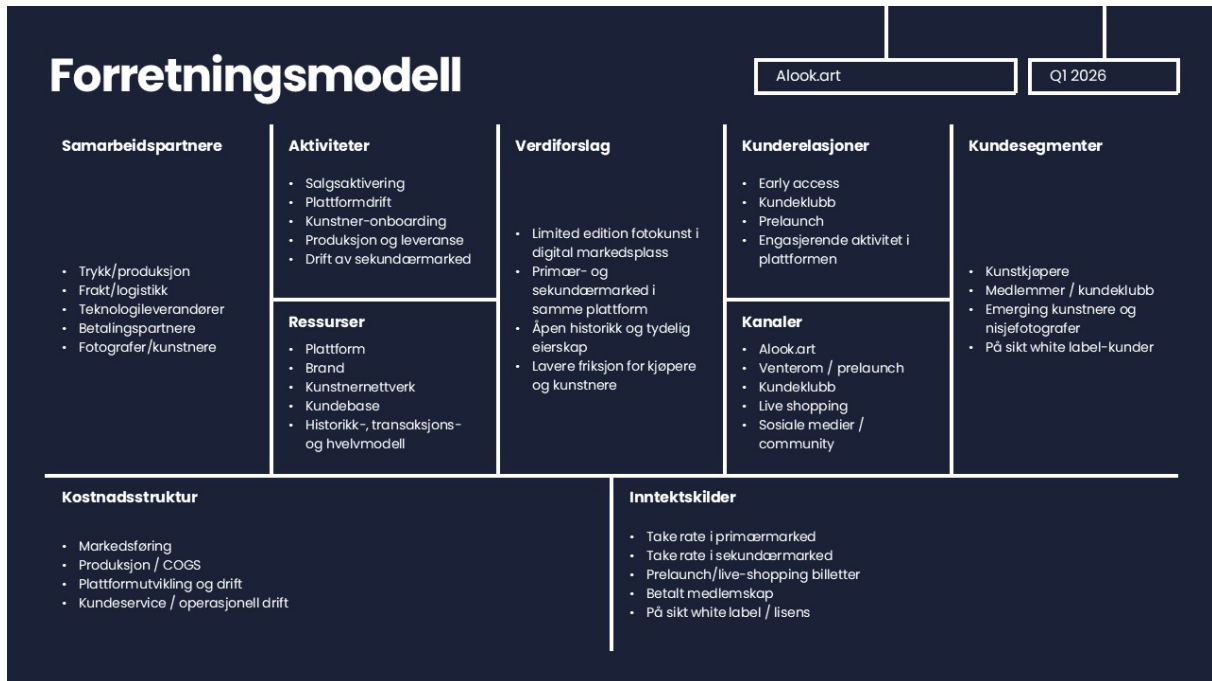 Forretningsmodell
Alook.art
Q1 2026
Samarbeidspartnere
• Trykk/produksjon
• Frakt/logistikk
• Teknologileverandører
• Betalingspartnere
• Fotografer/kunstnere
Aktiviteter
• Salgsaktivering
• Plattformdrift
• Kunstner-onboarding
• Produksjon og leveranse
• Drift av sekundærmarked
Ressurser
• Plattform
• Brand
• Kunstnernettverk
• Kundebase
• Historikk-, transaksjons-
og hvelvmodell
Verdiforslag
• Limited edition fotokunst i
digital markedsplass
• Primær- og
sekundærmarked i
samme plattform
• Åpen historikk og tydelig
eierskap
• Lavere friksjon for kjøpere
og kunstnere
Kunderelasjoner
• Early access
• Kundeklubb
• Prelaunch
• Engasjerende aktivitet i
plattformen
Kanaler
• Alook.art
• Venterom / prelaunch
• Kundeklubb
• Live shopping
• Sosiale medier /
community
Kundesegmenter
• Kunstkjøpere
• Medlemmer / kundeklubb
• Emerging kunstnere og
nisjefotografer
• På sikt white label-kunder
Kostnadsstruktur
• Markedsføring
• Produksjon / COGS
• Plattformutvikling og drift
• Kundeservice / operasjonell drift
Inntektskilder
• Take rate i primærmarked
• Take rate i sekundærmarked
• Prelaunch/live-shopping billetter
• Betalt medlemskap
• På sikt white label / lisens